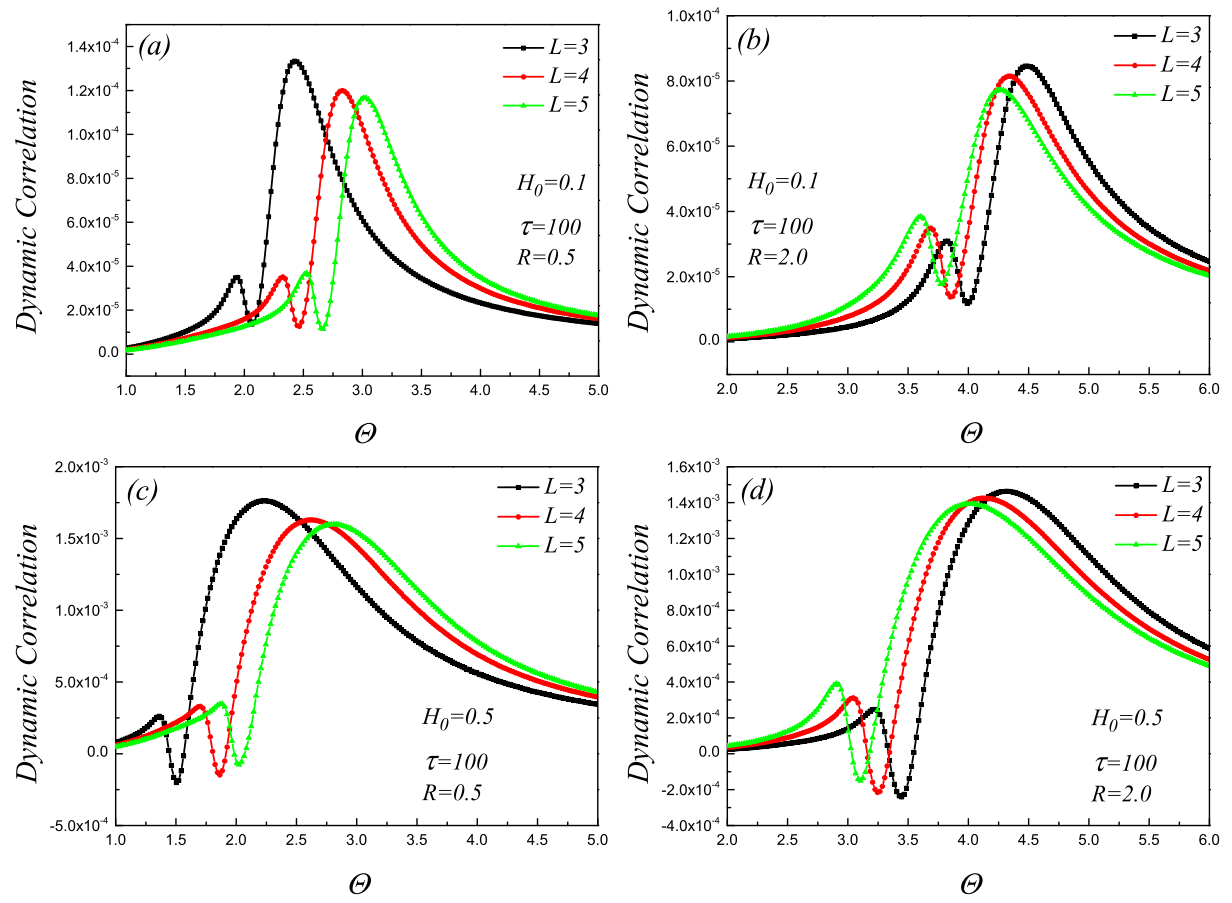 (a)
L=3
L=4
L=5
H₀=0.1
τ=100
R=0.5
Dynamic Correlation
1.4x10⁻⁴
1.2x10⁻⁴
1.0x10⁻⁴
8.0x10⁻⁵
6.0x10⁻⁵
4.0x10⁻⁵
2.0x10⁻⁵
0.0
1.0 1.5 2.0 2.5 3.0 3.5 4.0 4.5 5.0
Θ
(b)
L=3
L=4
L=5
H₀=0.1
τ=100
R=2.0
Dynamic Correlation
1.0x10⁻⁴
8.0x10⁻⁵
6.0x10⁻⁵
4.0x10⁻⁵
2.0x10⁻⁵
0.0
2.0 2.5 3.0 3.5 4.0 4.5 5.0 5.5 6.0
Θ
(c)
L=3
L=4
L=5
H₀=0.5
τ=100
R=0.5
Dynamic Correlation
2.0x10⁻³
1.5x10⁻³
1.0x10⁻³
5.0x10⁻⁴
0.0
-5.0x10⁻⁴
1.0 1.5 2.0 2.5 3.0 3.5 4.0 4.5 5.0
Θ
(d)
L=3
L=4
L=5
H₀=0.5
τ=100
R=2.0
Dynamic Correlation
1.6x10⁻³
1.4x10⁻³
1.2x10⁻³
1.0x10⁻³
8.0x10⁻⁴
6.0x10⁻⁴
4.0x10⁻⁴
2.0x10⁻⁴
0.0
-2.0x10⁻⁴
-4.0x10⁻⁴
2.0 2.5 3.0 3.5 4.0 4.5 5.0 5.5 6.0
Θ